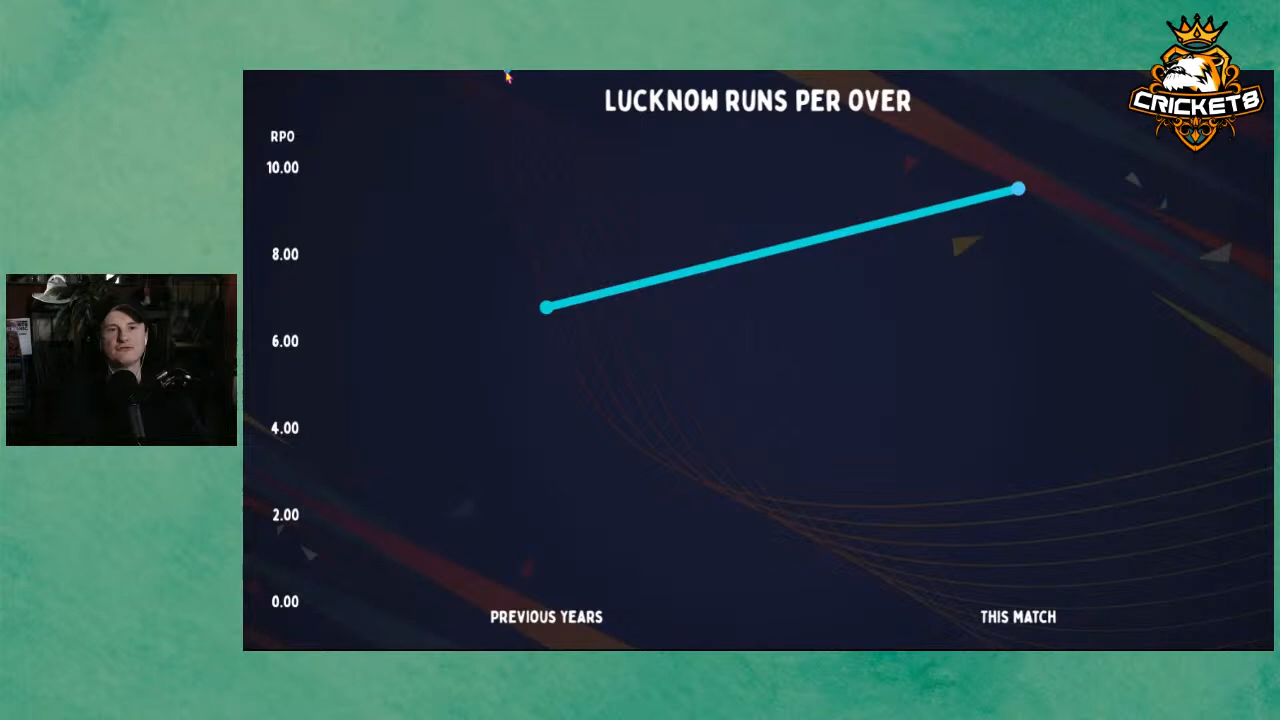 CRICKET8
LUCKNOW RUNS PER OVER
RPO
10.00
8.00
6.00
4.00
2.00
0.00
PREVIOUS YEARS
THIS MATCH